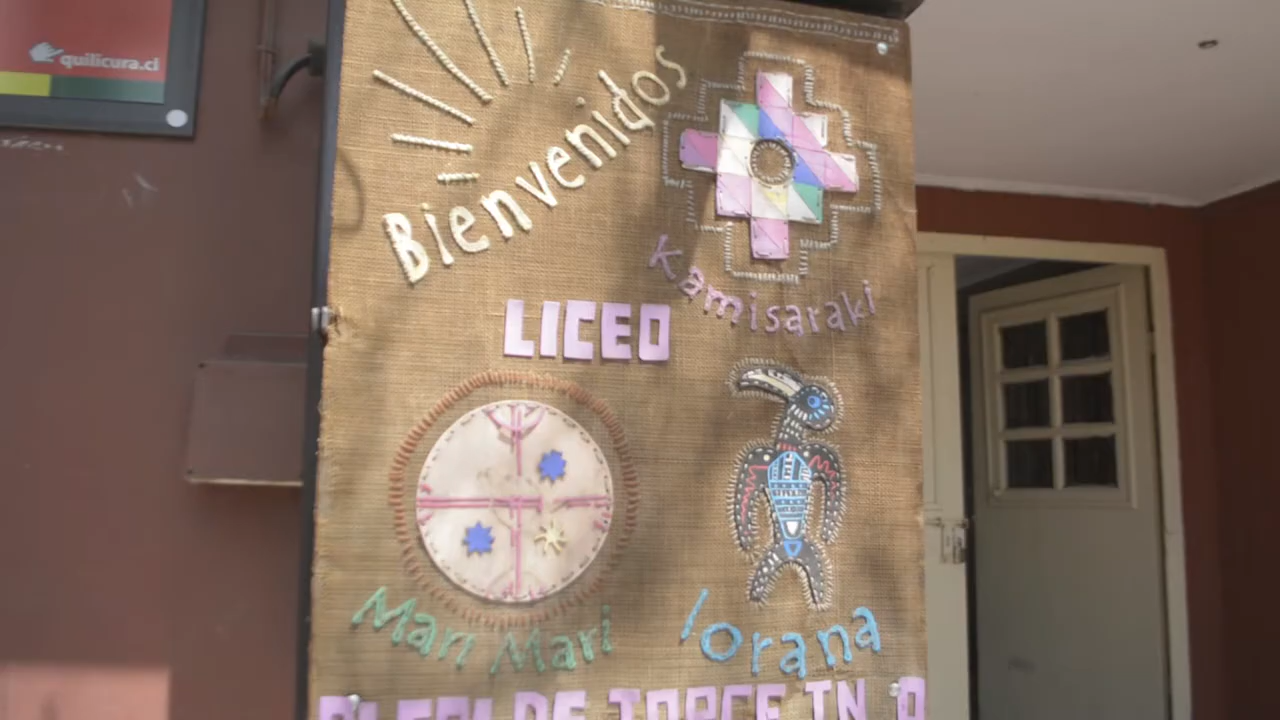 quilicura.cl
Bienvenidos
Kamisaraki
LICEO
Mari Mari
Iorana